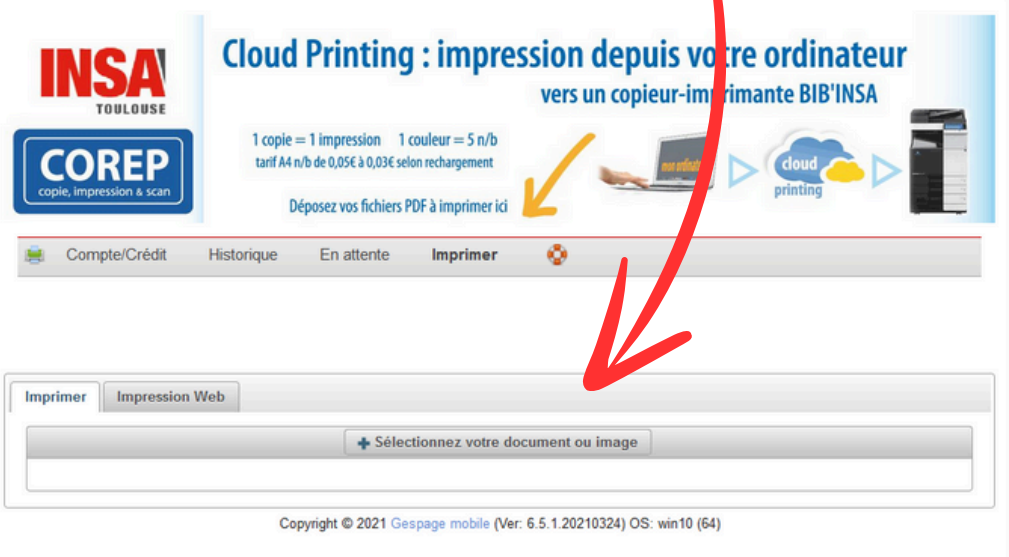 INSA
TOULOUSE
COREP
copie, impression & scan
Cloud Printing : impression depuis votre ordinateur
vers un copieur-imprimante BIB'INSA
1 copie = 1 impression 1 couleur = 5 n/b
tarif A4 n/b de 0,05€ à 0,03€ selon rechargement
Déposez vos fichiers PDF à imprimer ici
mon ordinateur
cloud
printing
Compte/Crédit Historique En attente Imprimer
Imprimer Impression Web
Sélectionnez votre document ou image
Copyright © 2021 Gespage mobile (Ver: 6.5.1.20210324) OS: win10 (64)